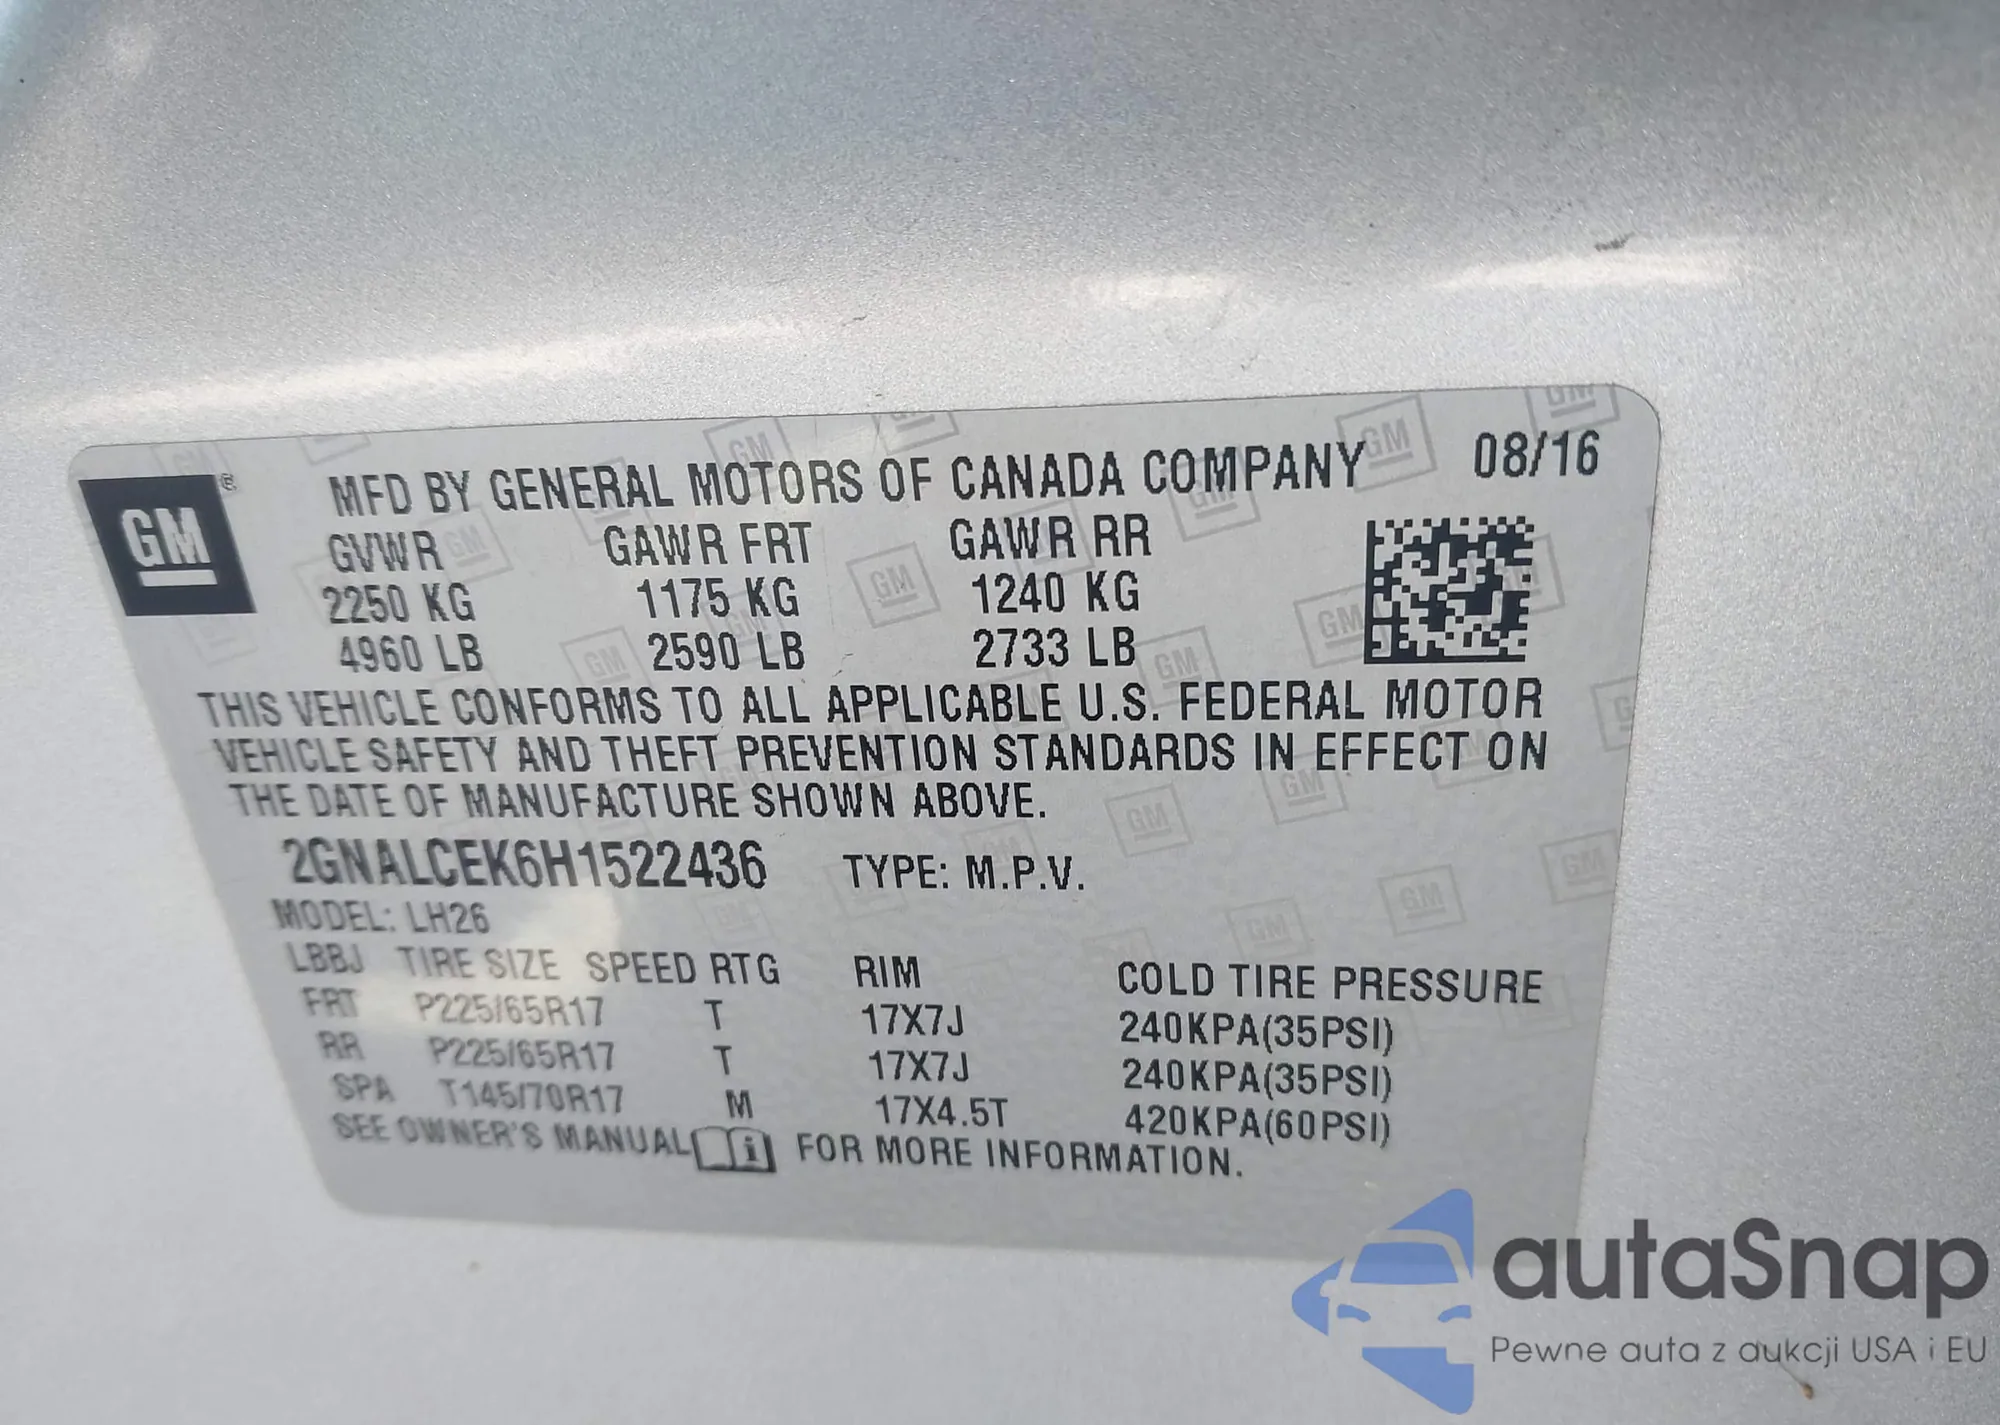 GM
MFD BY GENERAL MOTORS OF CANADA COMPANY 08/16
GVWR GAWR FRT GAWR RR
2250 KG 1175 KG 1240 KG
4960 LB 2590 LB 2733 LB
THIS VEHICLE CONFORMS TO ALL APPLICABLE U.S. FEDERAL MOTOR
VEHICLE SAFETY AND THEFT PREVENTION STANDARDS IN EFFECT ON
THE DATE OF MANUFACTURE SHOWN ABOVE.
2GNALCEK6H1522436 TYPE: M.P.V.
MODEL: LH26
LBBJ TIRE SIZE SPEED RTG RIM COLD TIRE PRESSURE
FRT P225/65R17 T 17X7J 240KPA(35PSI)
RR P225/65R17 T 17X7J 240KPA(35PSI)
SPA T145/70R17 M 17X4.5T 420KPA(60PSI)
SEE OWNER'S MANUAL FOR MORE INFORMATION.
autaSnap
Pewne auta z aukcji USA i EU